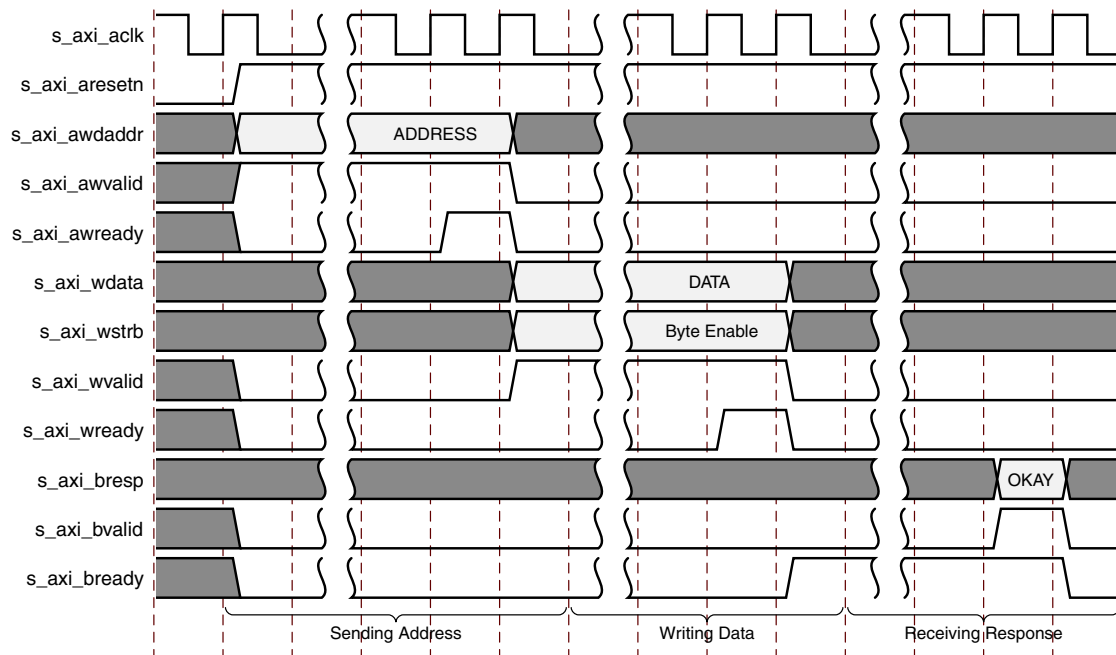 s_axi_aclk
s_axi_aresetn
s_axi_awdaddr
ADDRESS
s_axi_awvalid
s_axi_awready
s_axi_wdata
DATA
s_axi_wstrb
Byte Enable
s_axi_wvalid
s_axi_wready
s_axi_bresp
OKAY
s_axi_bvalid
s_axi_bready
Sending Address
Writing Data
Receiving Response